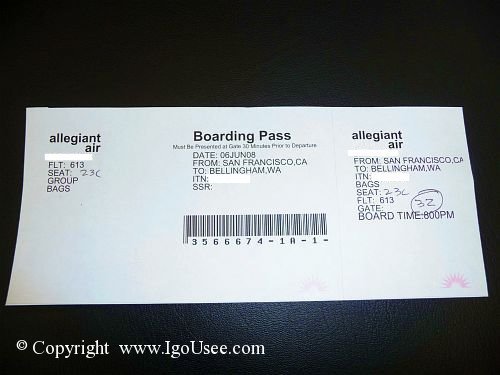 allegiant
air
FLT: 613
SEAT: 23C
GROUP
BAGS
Boarding Pass
Must Be Presented at Gate 30 Minutes Prior to Departure
DATE: 06JUN08
FROM: SAN FRANCISCO,CA
TO: BELLINGHAM,WA
ITN:
SSR:
3566674-1A-1-
allegiant
air
FROM: SAN FRANCISCO,CA
TO: BELLINGHAM,WA
ITN:
BAGS
SEAT: 23C
FLT: 613
GATE: 32
BOARD TIME:800PM
© Copyright www.IgoUsee.com